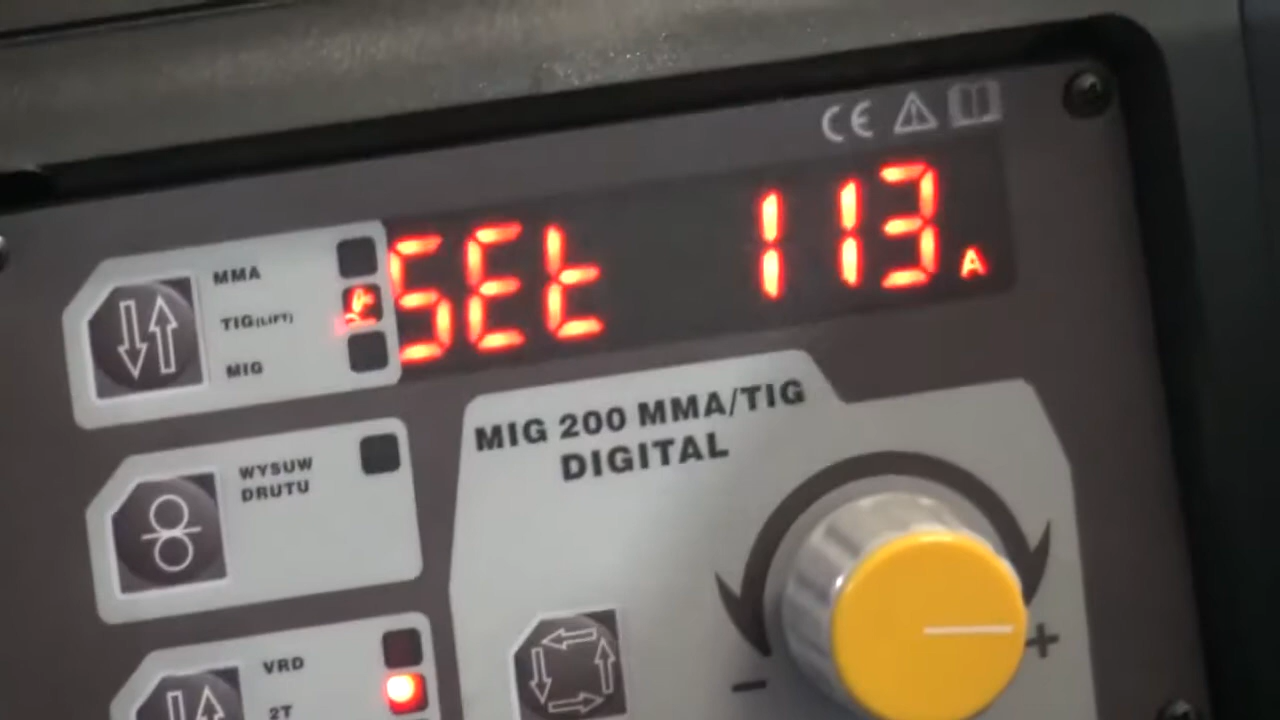 CE
SEt 113 A
MMA
TIG(LIFT)
MIG
MIG 200 MMA/TIG
DIGITAL
WYSUW
DRUTU
- +
VRD
2T